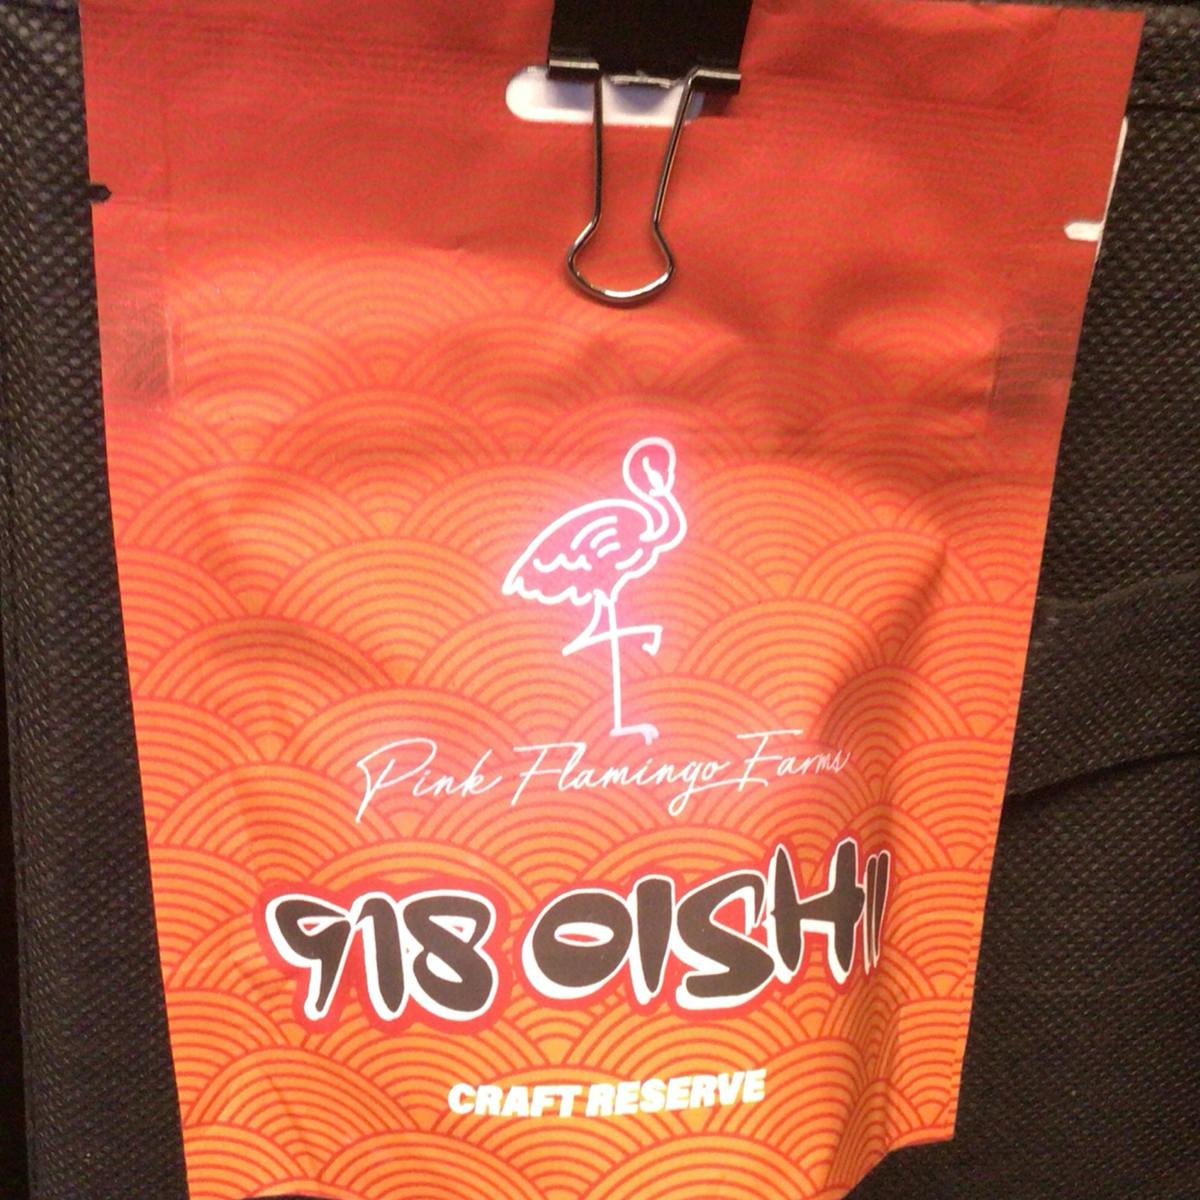 Pink Flamingo Farms
918 OISHII
CRAFT RESERVE